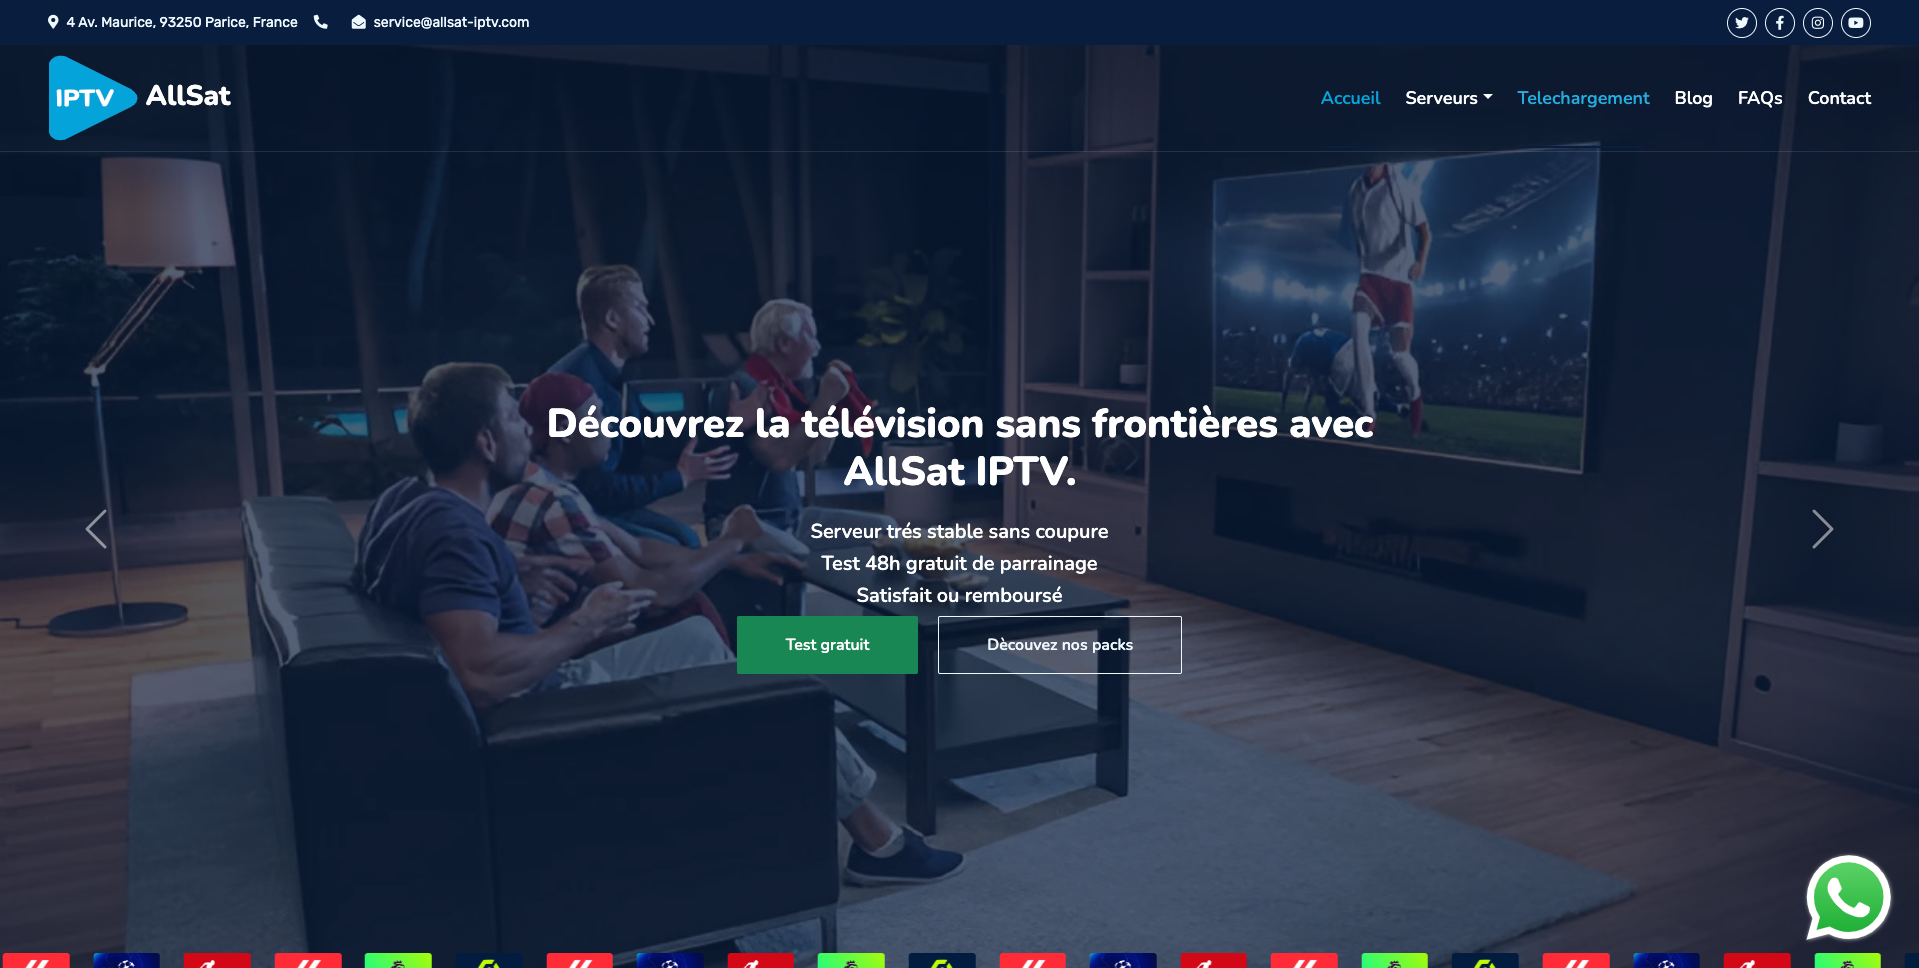 4 Av. Maurice, 93250 Parice, France
service@allsat-iptv.com
IPTV
AllSat
Accueil
Serveurs
Telechargement
Blog
FAQs
Contact
Découvrez la télévision sans frontières avec
AllSat IPTV.
Serveur trés stable sans coupure
Test 48h gratuit de parrainage
Satisfait ou remboursé
Test gratuit
Dècouvez nos packs